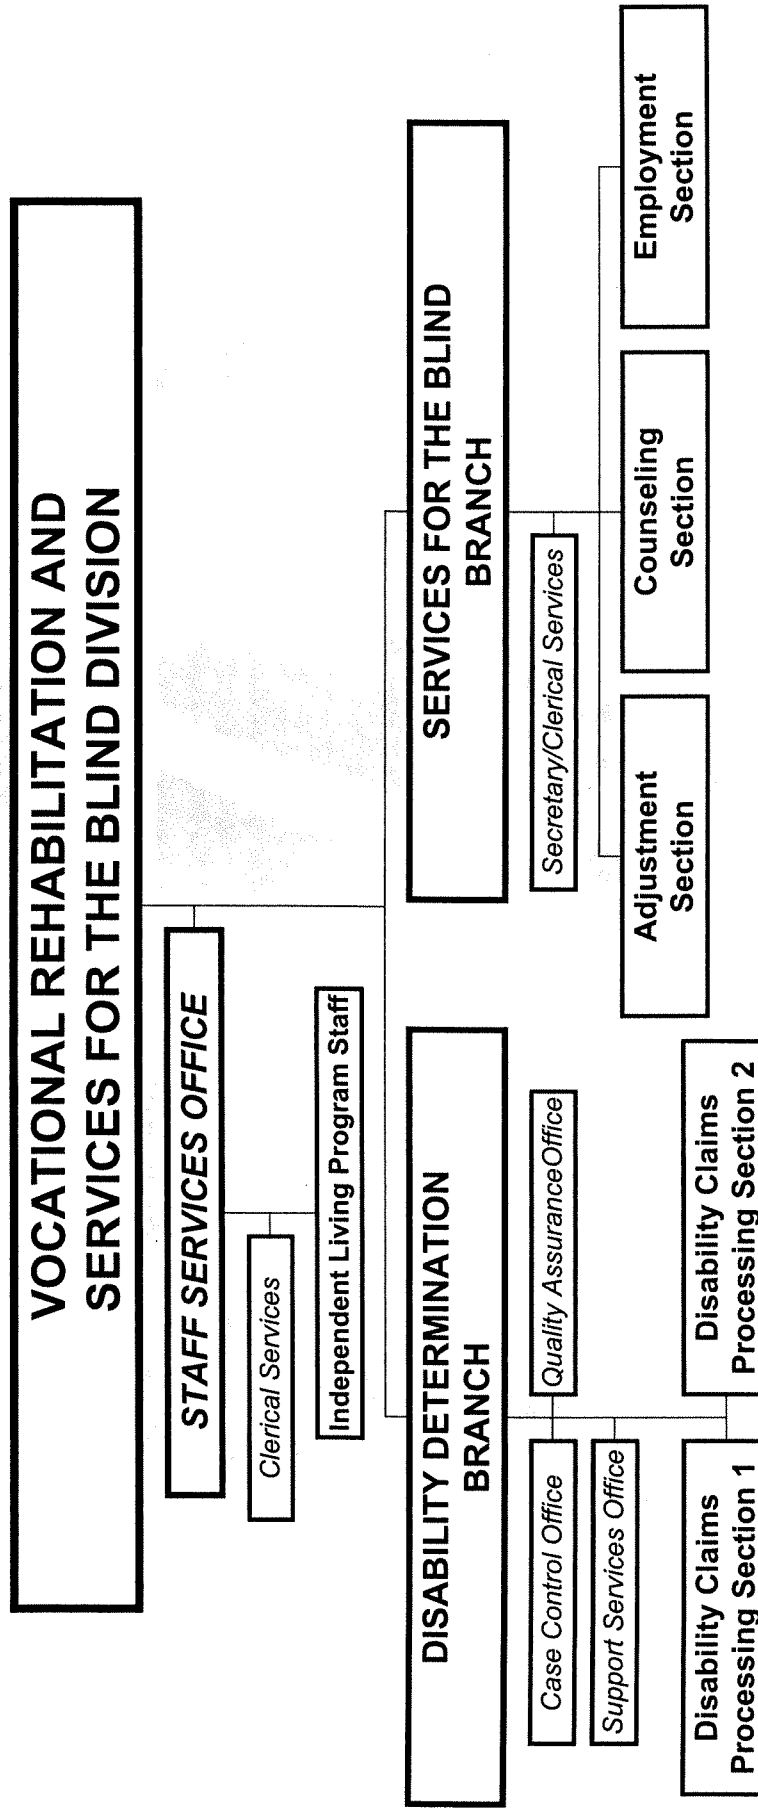 VOCATIONAL REHABILITATION AND
SERVICES FOR THE BLIND DIVISION
STAFF SERVICES OFFICE
Clerical Services
Independent Living Program Staff
DISABILITY DETERMINATION
BRANCH
Case Control Office
Quality AssuranceOffice
Support Services Office
Disability Claims
Processing Section 1
Disability Claims
Processing Section 2
SERVICES FOR THE BLIND
BRANCH
Secretary/Clerical Services
Adjustment
Section
Counseling
Section
Employment
Section